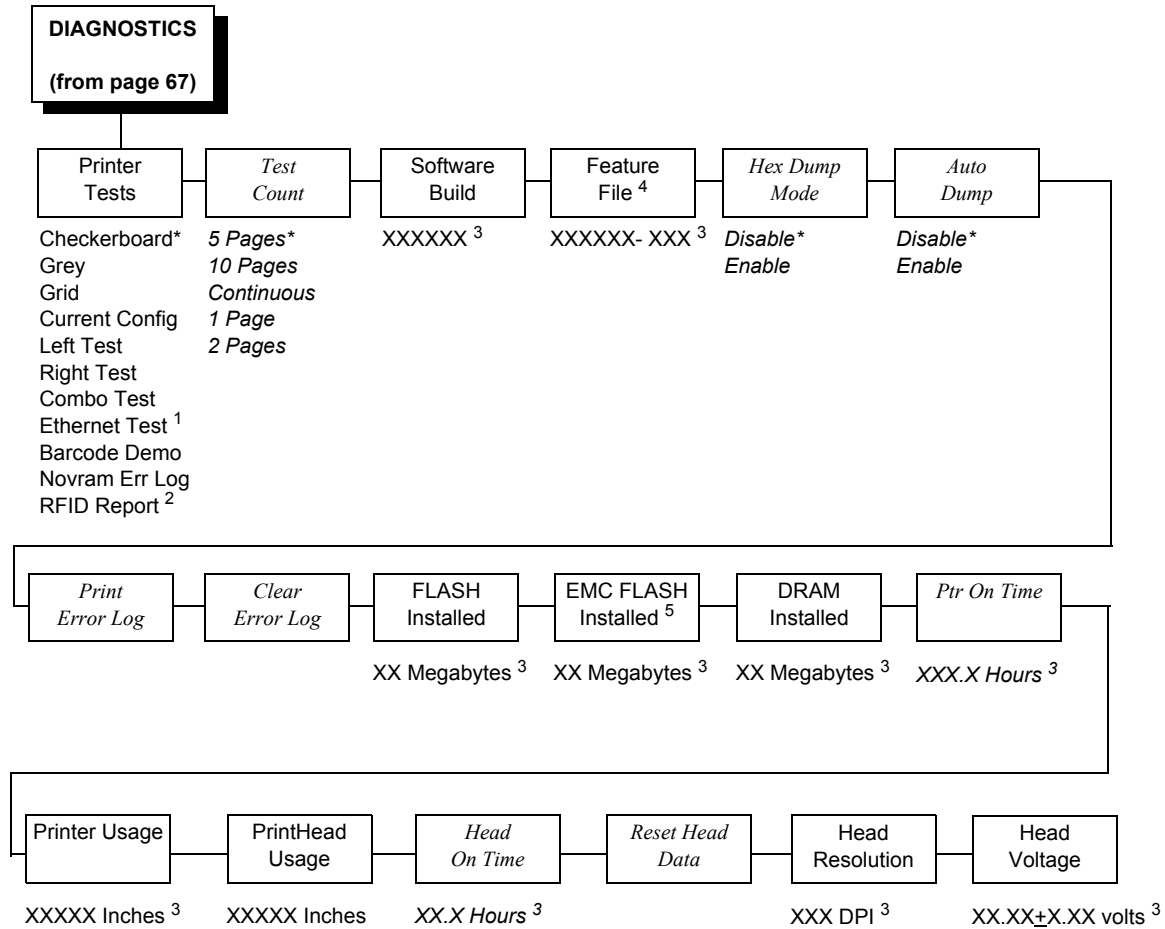 DIAGNOSTICS
(from page 67)
Printer
Tests
Checkerboard*
Grey
Grid
Current Config
Left Test
Right Test
Combo Test
Ethernet Test 1
Barcode Demo
Novram Err Log
RFID Report 2
Test
Count
5 Pages*
10 Pages
Continuous
1 Page
2 Pages
Software
Build
XXXXXX 3
Feature
File 4
XXXXXX- XXX 3
Hex Dump
Mode
Disable*
Enable
Auto
Dump
Disable*
Enable
Print
Error Log
Clear
Error Log
FLASH
Installed
XX Megabytes 3
EMC FLASH
Installed 5
XX Megabytes 3
DRAM
Installed
XX Megabytes 3
Ptr On Time
XXX.X Hours 3
Printer Usage
XXXXX Inches 3
PrintHead
Usage
XXXXX Inches
Head
On Time
XX.X Hours 3
Reset Head
Data
Head
Resolution
XXX DPI 3
Head
Voltage
XX.XX+X.XX volts 3